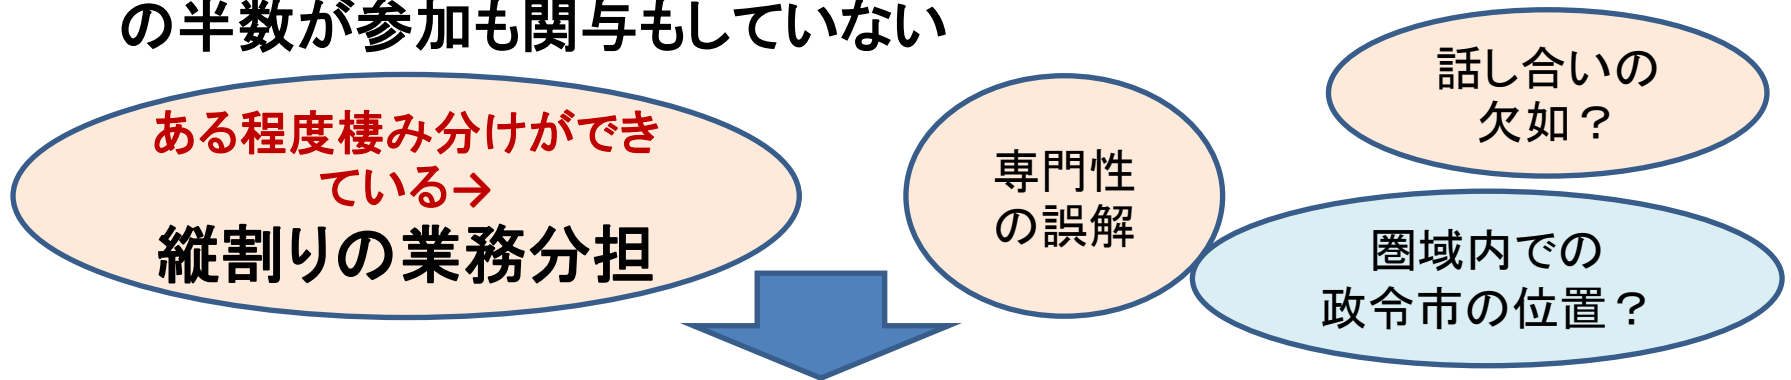 の半数が参加も関与もしていない
ある程度棲み分けができ
ている→
縦割りの業務分担
専門性
の誤解
話し合いの
欠如？
圏域内での
政令市の位置？